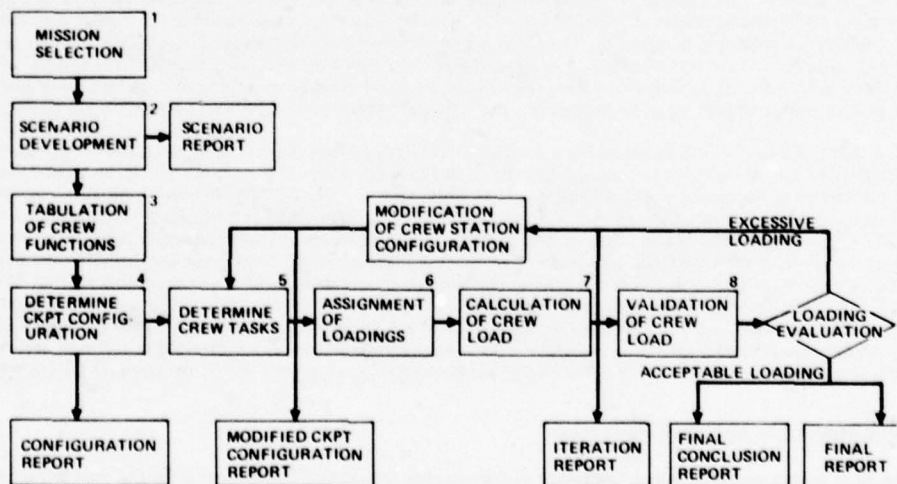 1
MISSION
SELECTION
2
SCENARIO
DEVELOPMENT
SCENARIO
REPORT
3
TABULATION
OF CREW
FUNCTIONS
MODIFICATION
OF CREW STATION
CONFIGURATION
EXCESSIVE
LOADING
4
DETERMINE
CKPT CONFIG-
URATION
5
DETERMINE
CREW TASKS
6
ASSIGNMENT
OF
LOADINGS
7
CALCULATION
OF CREW
LOAD
8
VALIDATION
OF CREW
LOAD
LOADING
EVALUATION
ACCEPTABLE LOADING
CONFIGURATION
REPORT
MODIFIED CKPT
CONFIGURATION
REPORT
ITERATION
REPORT
FINAL
CONCLUSION
REPORT
FINAL
REPORT